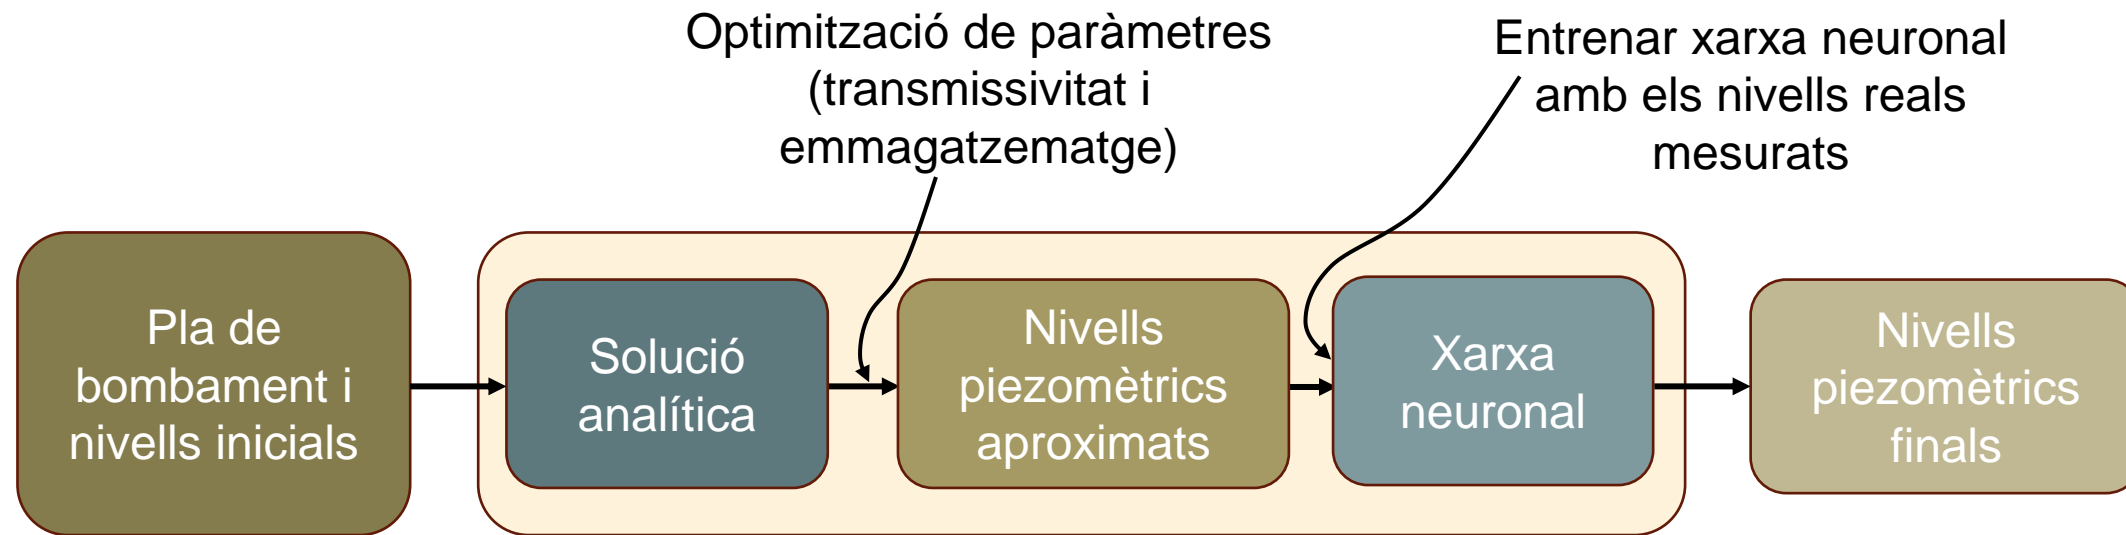 Optimització de paràmetres
(transmissivitat i
emmagatzematge)
Entrenar xarxa neuronal
amb els nivells reals
mesurats
Pla de
bombament i
nivells inicials
Solució
analítica
Nivells
piezomètrics
aproximats
Xarxa
neuronal
Nivells
piezomètrics
finals